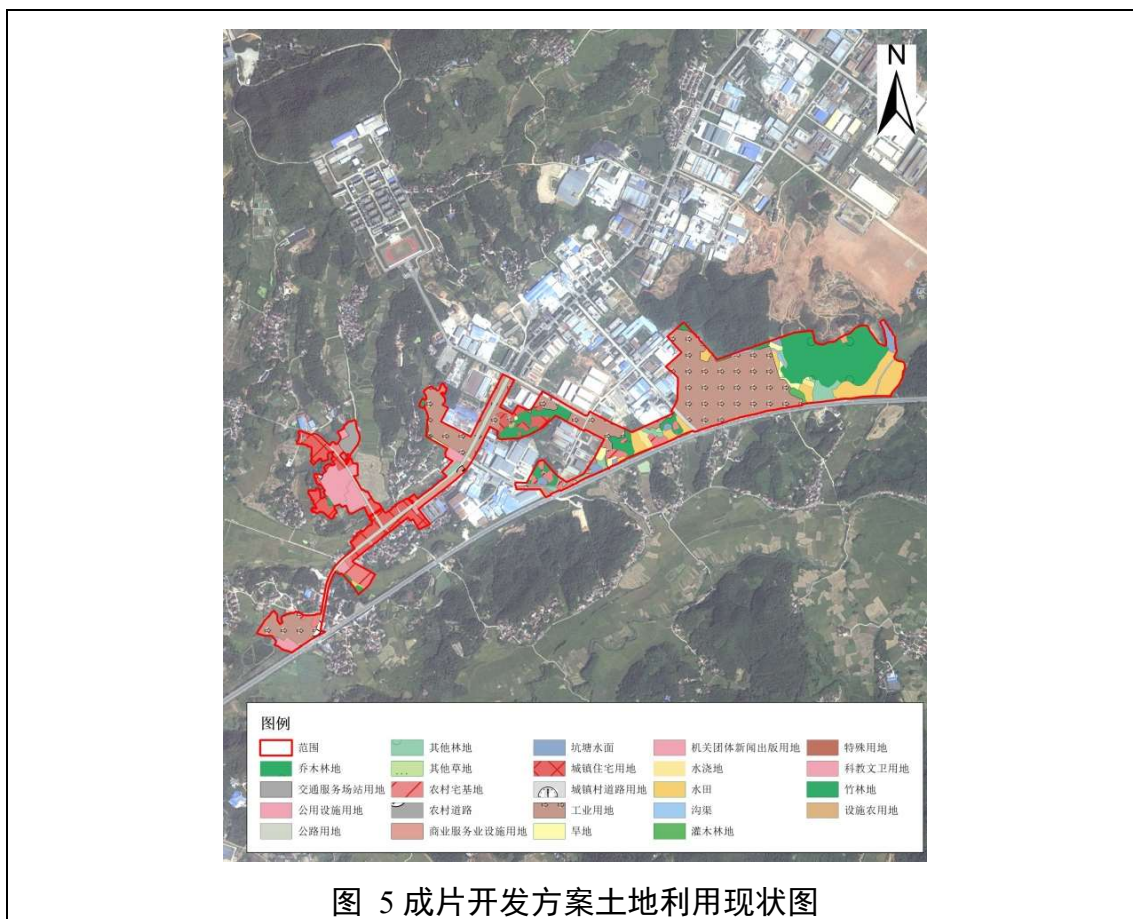 N
图例
范围 其他林地 坑塘水面 机关团体新闻出版用地 特殊用地
乔木林地 其他草地 城镇住宅用地 水浇地 科教文卫用地
交通服务场站用地 农村宅基地 城镇村道路用地 水田 竹林地
公用设施用地 农村道路 工业用地 沟渠 设施农用地
公路用地 商业服务业设施用地 旱地 灌木林地
图 5 成片开发方案土地利用现状图